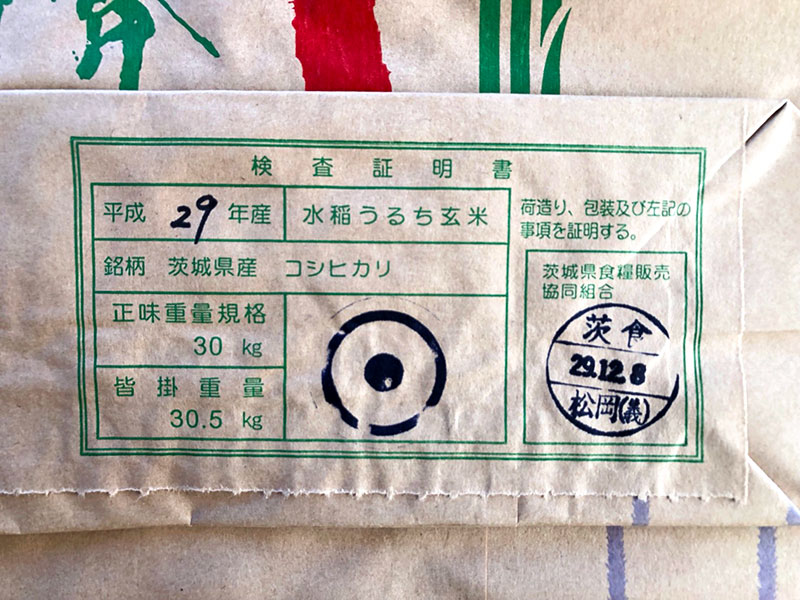 検査証明書
平成 29 年産
水稲うるち玄米
銘柄 茨城県産 コシヒカリ
正味重量規格
30 kg
皆掛重量
30.5 kg
荷造り、包装及び左記の
事項を証明する。
茨城県食糧販売
協同組合
茨食
29.12.8
松岡(義)